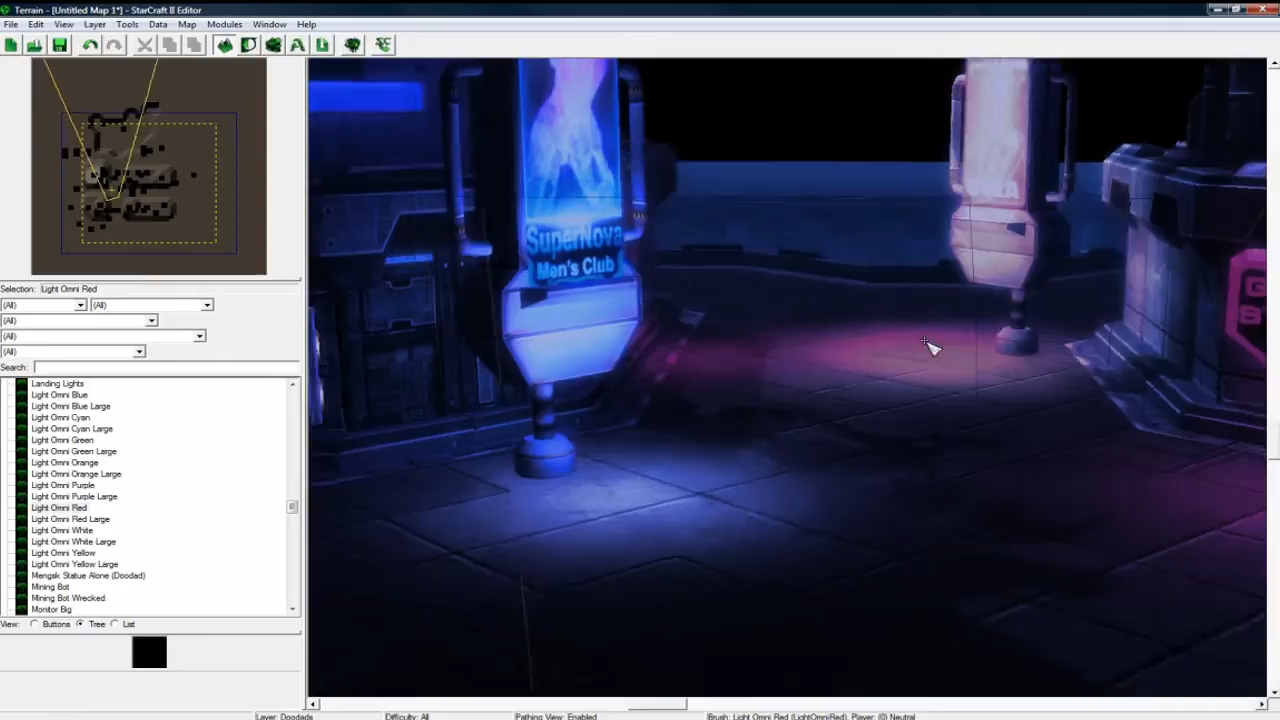 Terrain - [Untitled Map 1*] - StarCraft II Editor
File Edit View Layer Tools Data Map Modules Window Help
Selection: Light Omni Red
(All) (All)
(All)
(All)
(All)
Search:
Landing Lights
Light Omni Blue
Light Omni Blue Large
Light Omni Cyan
Light Omni Cyan Large
Light Omni Green
Light Omni Green Large
Light Omni Orange
Light Omni Orange Large
Light Omni Purple
Light Omni Purple Large
Light Omni Red
Light Omni Red Large
Light Omni White
Light Omni White Large
Light Omni Yellow
Light Omni Yellow Large
Mengsk Statue Alone (Doodad)
Mining Bot
Mining Bot Wrecked
Monitor Big
View: Buttons Tree List
SuperNova
Men's Club
Layer: Doodads Difficulty: All Pathing View: Enabled Brush: Light Omni Red (LightOmniRed), Player: (0) Neutral